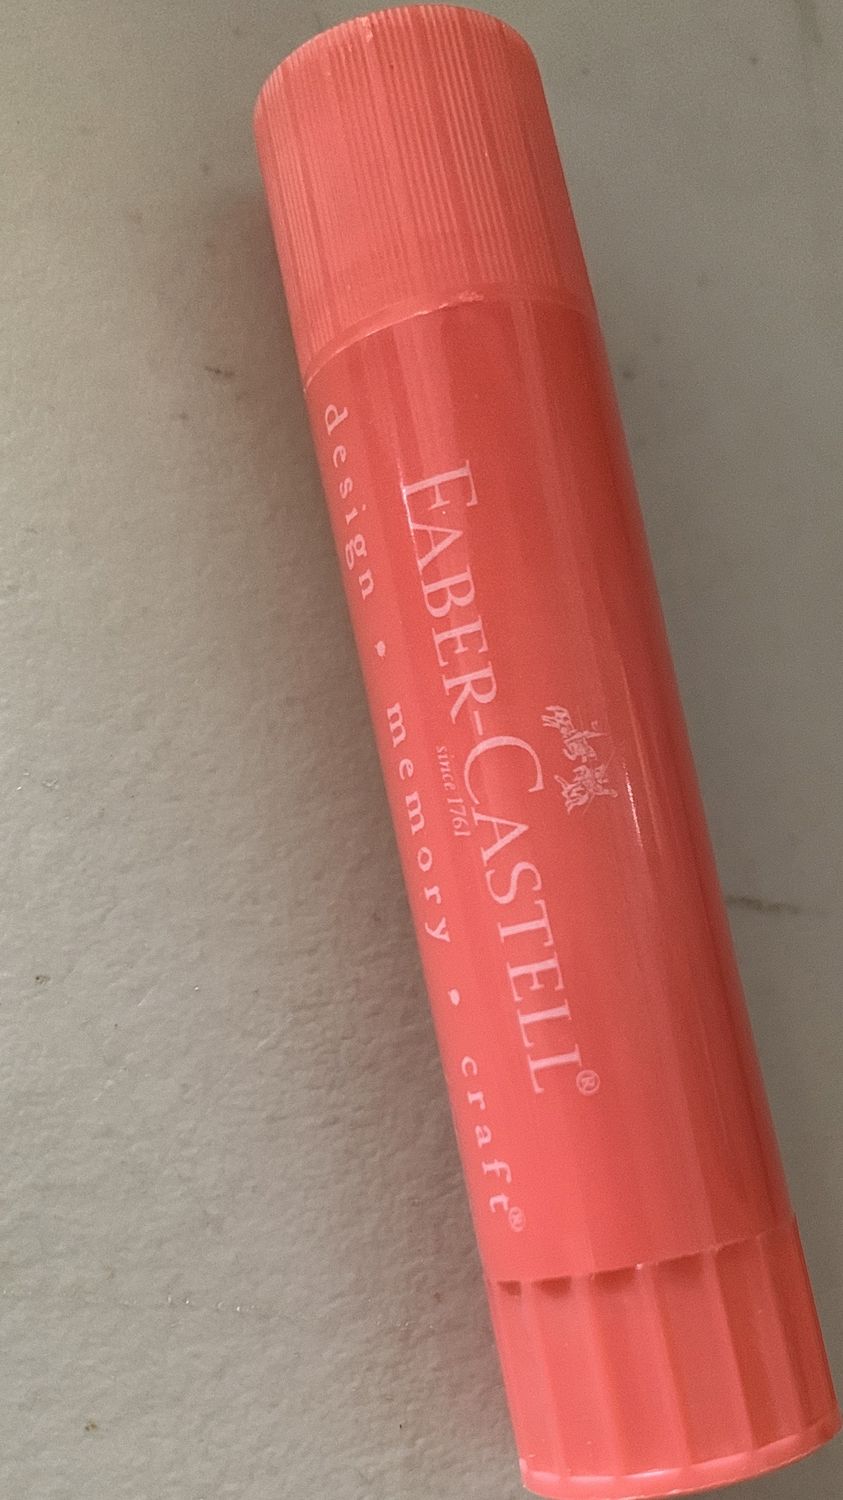 FABER-CASTELL®
since 1761
design • memory • craft®